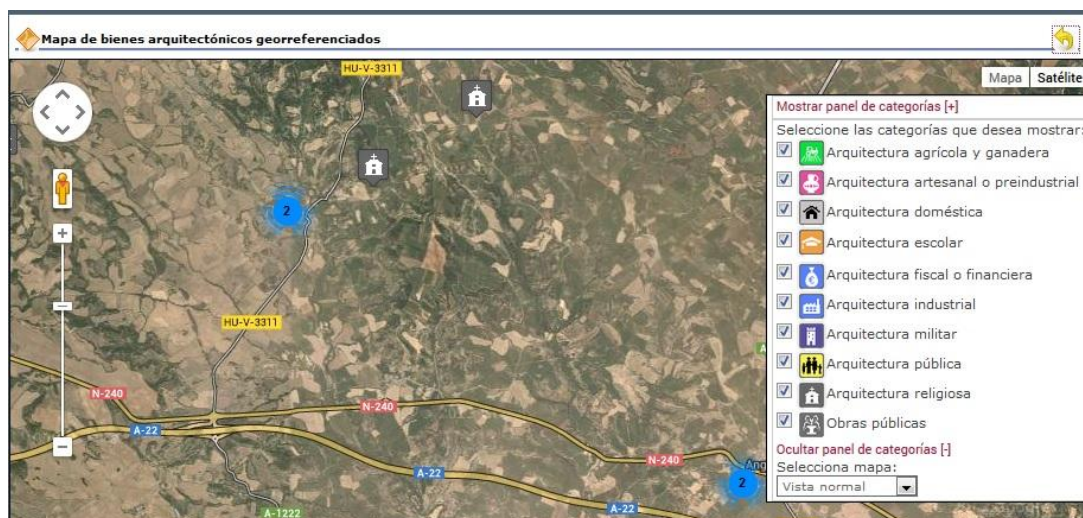 Mapa de bienes arquitectónicos georreferenciados
HU-V-3311
Mapa Satélite
Mostrar panel de categorías [+]
Seleccione las categorías que desea mostrar:
Arquitectura agrícola y ganadera
Arquitectura artesanal o preindustrial
2
Arquitectura doméstica
Arquitectura escolar
Arquitectura fiscal o financiera
Arquitectura industrial
HU-V-3311
Arquitectura militar
Arquitectura pública
N-240
Arquitectura religiosa
N-240
Obras públicas
A-22
Ocultar panel de categorías [-]
N-240
Selecciona mapa:
A-22
2
Vista normal
A-22
A-1222